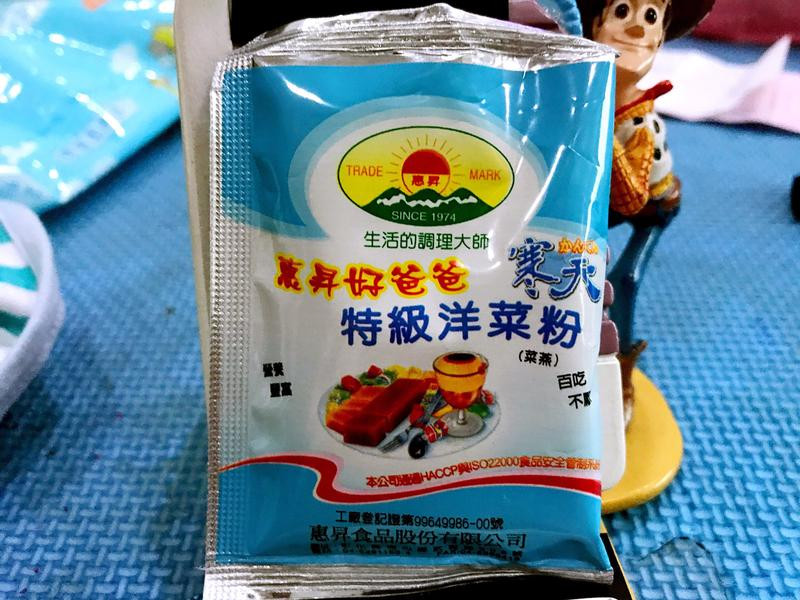 TRADE MARK
惠昇
SINCE 1974
生活的調理大師
惠昇好爸爸
かんてん
寒天
特級洋菜粉
(菜燕)
營養
豐富
百吃
不
本公司通過HACCP與ISO22000食品安全管制系統
工廠登記證第99649986-00號
惠昇食品股份有限公司